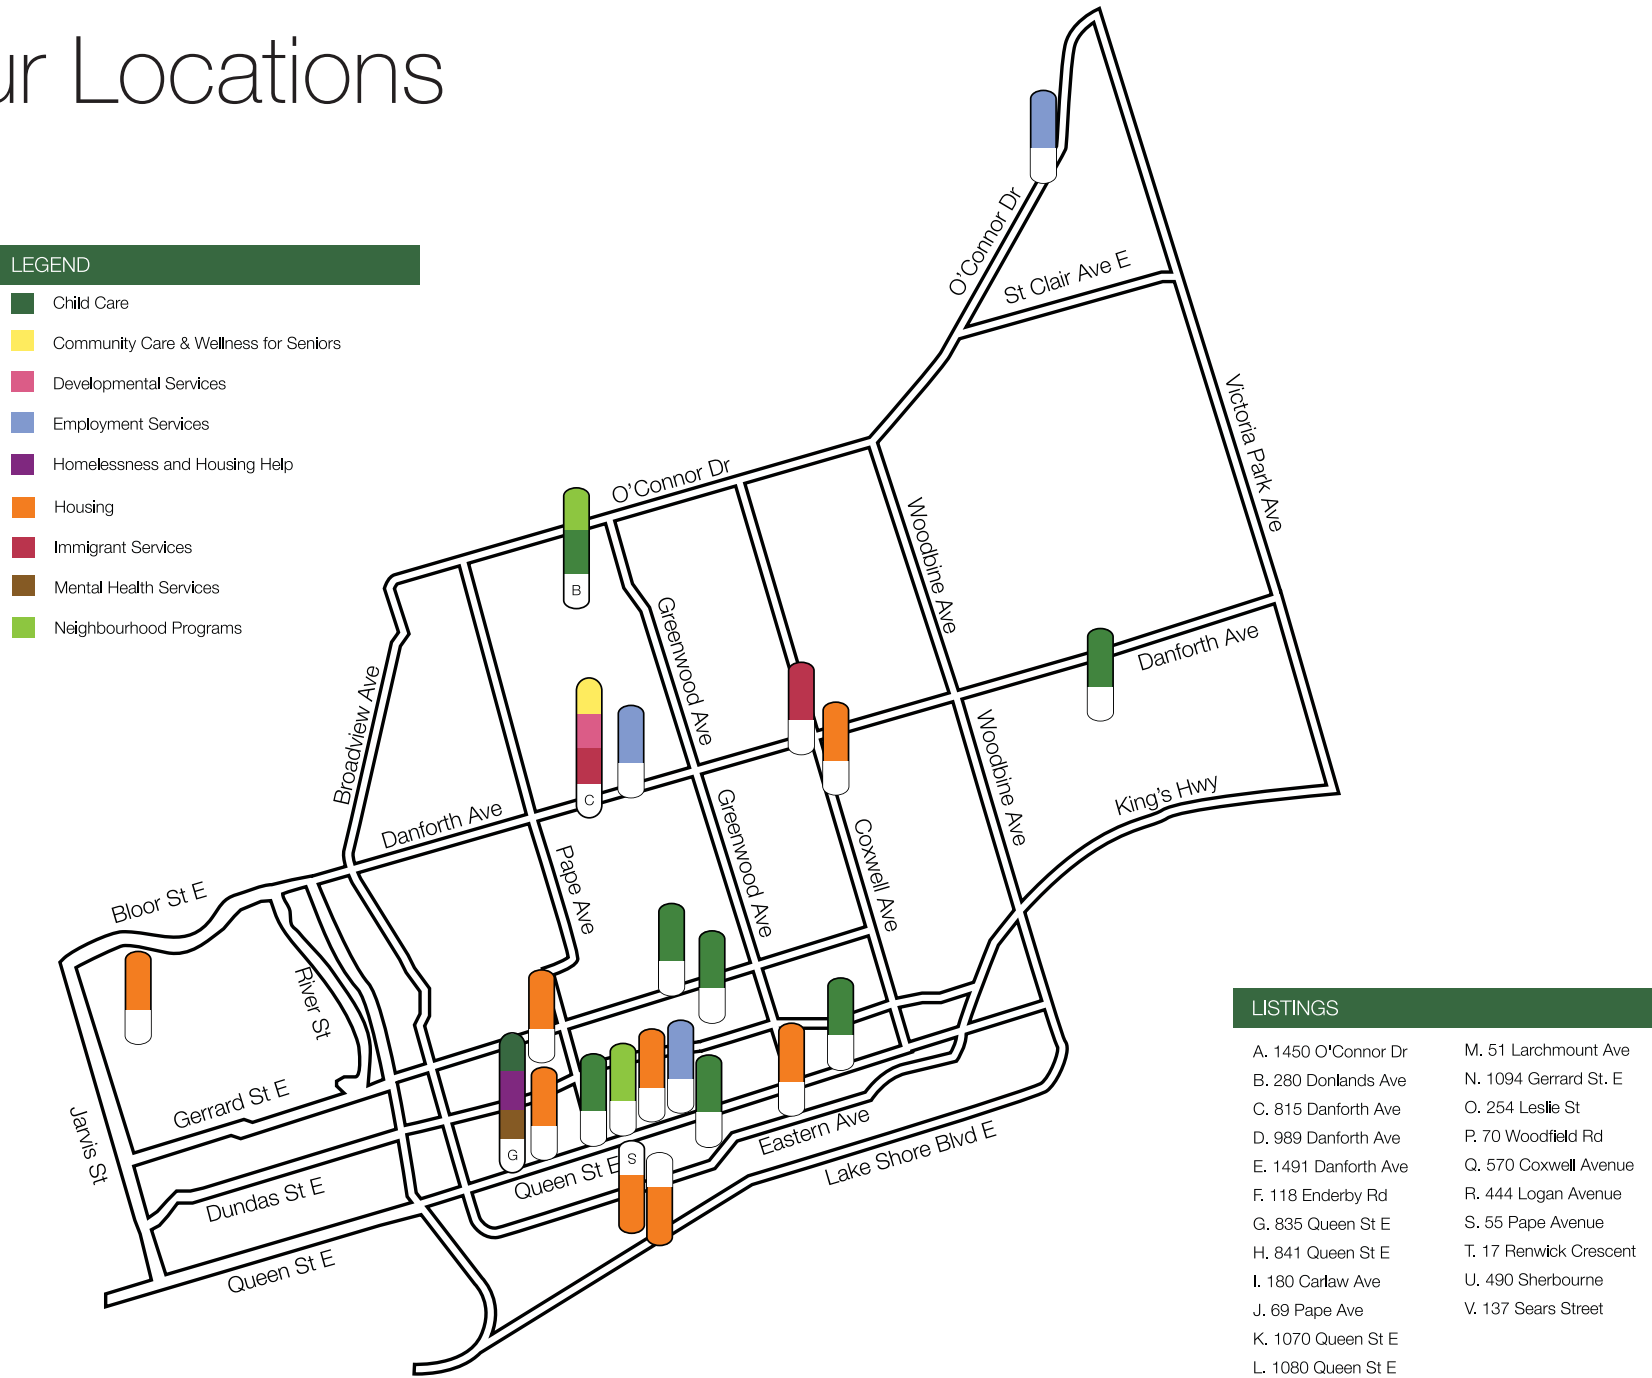 ur Locations
LEGEND
Child Care
Community Care & Wellness for Seniors
Developmental Services
Employment Services
Homelessness and Housing Help
Housing
Immigrant Services
Mental Health Services
Neighbourhood Programs
O'Connor Dr
St Clair Ave E
Victoria Park Ave
O'Connor Dr
Woodbine Ave
B
Greenwood Ave
Danforth Ave
Broadview Ave
C
Woodbine Ave
King's Hwy
Danforth Ave
Greenwood Ave
Coxwell Ave
Pape Ave
Bloor St E
River St
Gerrard St E
Jarvis St
G
S
Eastern Ave
Lake Shore Blvd E
Queen St E
Dundas St E
Queen St E
LISTINGS
A. 1450 O'Connor Dr
B. 280 Donlands Ave
C. 815 Danforth Ave
D. 989 Danforth Ave
E. 1491 Danforth Ave
F. 118 Enderby Rd
G. 835 Queen St E
H. 841 Queen St E
I. 180 Carlaw Ave
J. 69 Pape Ave
K. 1070 Queen St E
L. 1080 Queen St E
M. 51 Larchmount Ave
N. 1094 Gerrard St. E
O. 254 Leslie St
P. 70 Woodfield Rd
Q. 570 Coxwell Avenue
R. 444 Logan Avenue
S. 55 Pape Avenue
T. 17 Renwick Crescent
U. 490 Sherbourne
V. 137 Sears Street